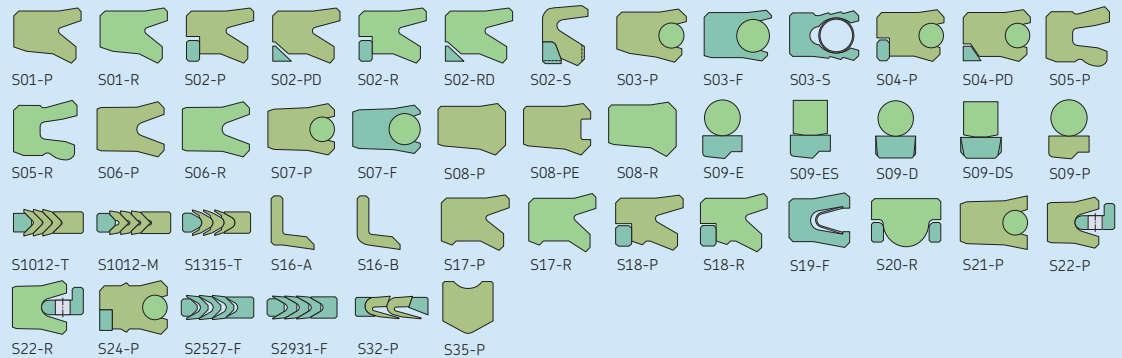 S01-P S01-R S02-P S02-PD S02-R S02-RD S02-S S03-P S03-F S03-S S04-P S04-PD S05-P
S05-R S06-P S06-R S07-P S07-F S08-P S08-PE S08-R S09-E S09-ES S09-D S09-DS S09-P
S1012-T S1012-M S1315-T S16-A S16-B S17-P S17-R S18-P S18-R S19-F S20-R S21-P S22-P
S22-R S24-P S2527-F S2931-F S32-P S35-P